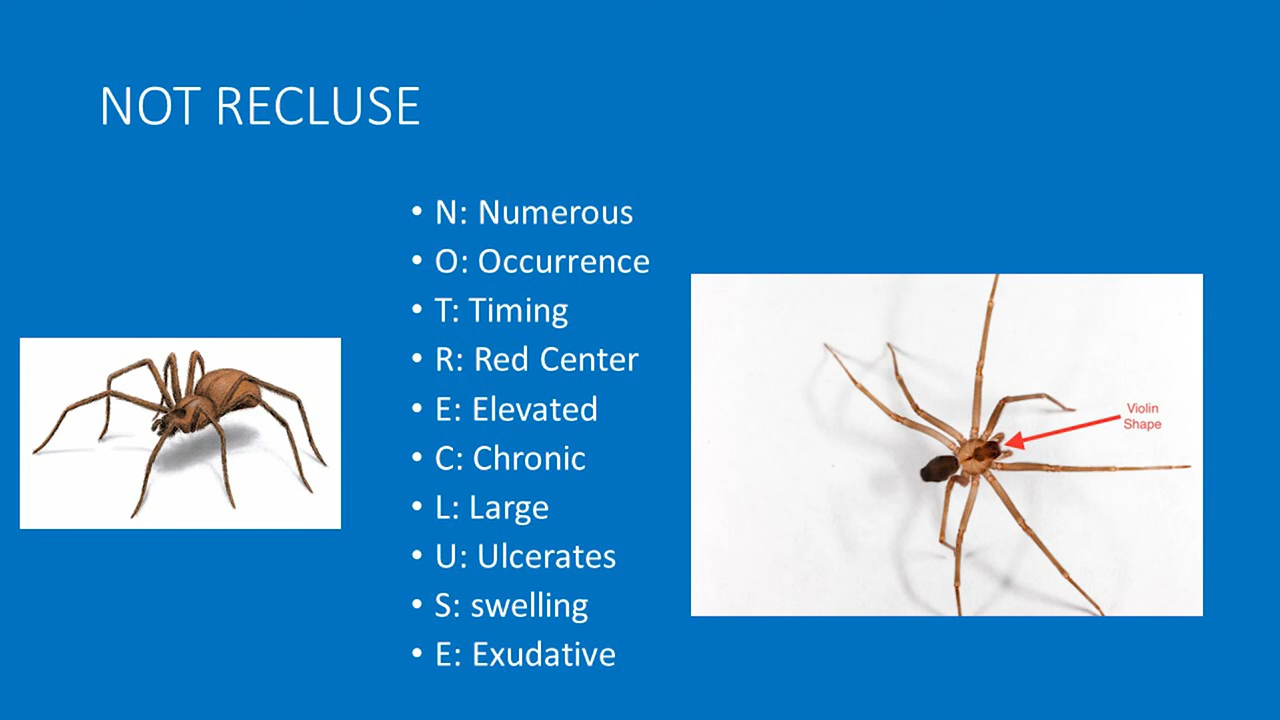 NOT RECLUSE
• N: Numerous
• O: Occurrence
• T: Timing
• R: Red Center
• E: Elevated
• C: Chronic
• L: Large
• U: Ulcerates
• S: swelling
• E: Exudative
Violin
Shape